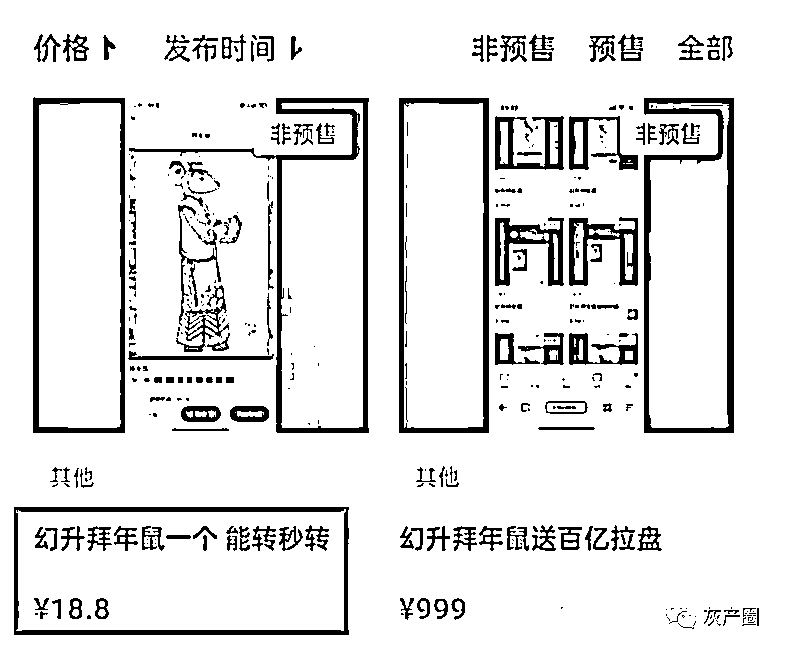 价格 发布时间 非预售 预售 全部
非预售 非预售
其他 其他
幻升拜年鼠一个 能转秒转
¥18.8
幻升拜年鼠送百亿拉盘
¥999
灰产圈